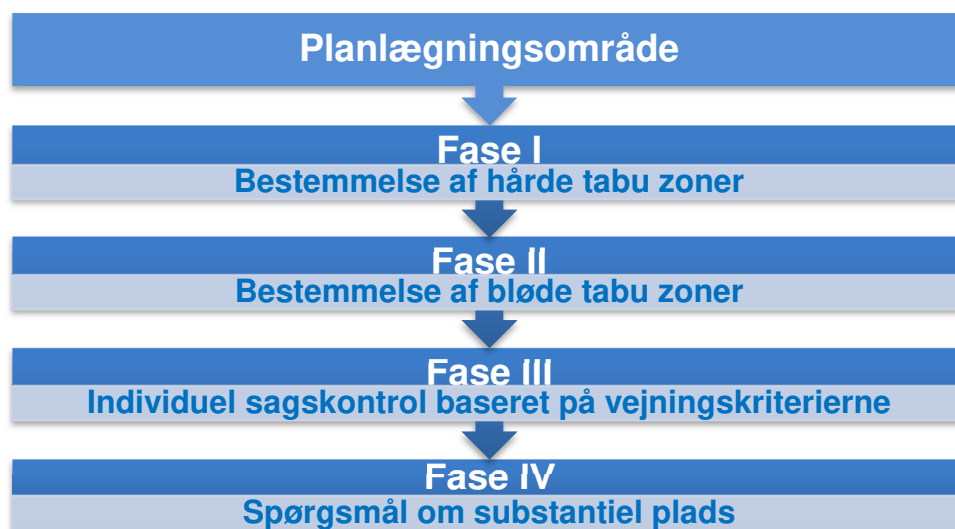 Planlægningsområde
Fase I
Bestemmelse af hårde tabu zoner
Fase II
Bestemmelse af bløde tabu zoner
Fase III
Individuel sagskontrol baseret på vejningskriterierne
Fase IV
Spørgsmål om substantiel plads